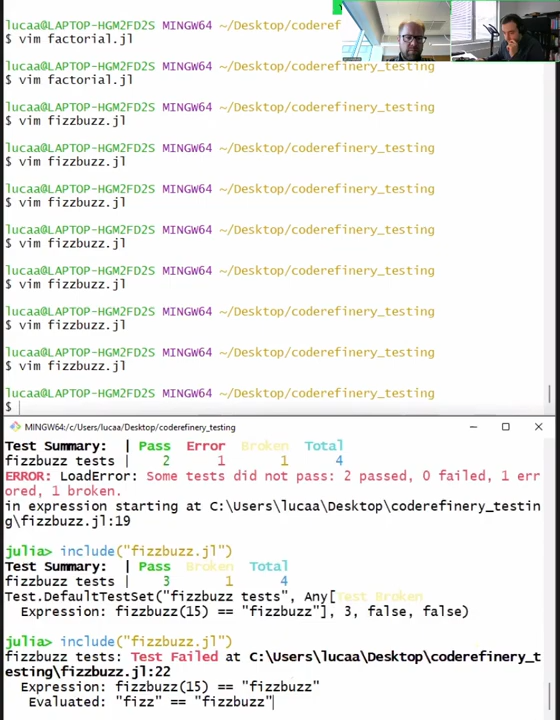 lucaa@LAPTOP-HGM2FD2S MINGW64 ~/Desktop/coderef
$ vim factorial.jl
lucaa@LAPTOP-HGM2FD2S MINGW64 ~/Desktop/coderefinery_testing
$ vim factorial.jl
lucaa@LAPTOP-HGM2FD2S MINGW64 ~/Desktop/coderefinery_testing
$ vim fizzbuzz.jl
lucaa@LAPTOP-HGM2FD2S MINGW64 ~/Desktop/coderefinery_testing
$ vim fizzbuzz.jl
lucaa@LAPTOP-HGM2FD2S MINGW64 ~/Desktop/coderefinery_testing
$ vim fizzbuzz.jl
lucaa@LAPTOP-HGM2FD2S MINGW64 ~/Desktop/coderefinery_testing
$ vim fizzbuzz.jl
lucaa@LAPTOP-HGM2FD2S MINGW64 ~/Desktop/coderefinery_testing
$ vim fizzbuzz.jl
lucaa@LAPTOP-HGM2FD2S MINGW64 ~/Desktop/coderefinery_testing
$ vim fizzbuzz.jl
lucaa@LAPTOP-HGM2FD2S MINGW64 ~/Desktop/coderefinery_testing
$ vim fizzbuzz.jl
lucaa@LAPTOP-HGM2FD2S MINGW64 ~/Desktop/coderefinery_testing
$
MINGW64:/c/Users/lucaa/Desktop/coderefinery_testing
Test Summary: | Pass Error Broken Total
fizzbuzz tests | 2 1 1 4
ERROR: LoadError: Some tests did not pass: 2 passed, 0 failed, 1 err
ored, 1 broken.
in expression starting at C:\Users\lucaa\Desktop\coderefinery_testin
g\fizzbuzz.jl:19
julia> include("fizzbuzz.jl")
Test Summary: | Pass Broken Total
fizzbuzz tests | 3 1 4
Test.DefaultTestSet("fizzbuzz tests", Any[Test Broken
Expression: fizzbuzz(15) == "fizzbuzz"], 3, false, false)
julia> include("fizzbuzz.jl")
fizzbuzz tests: Test Failed at C:\Users\lucaa\Desktop\coderefinery_t
esting\fizzbuzz.jl:22
Expression: fizzbuzz(15) == "fizzbuzz"
Evaluated: "fizz" == "fizzbuzz"